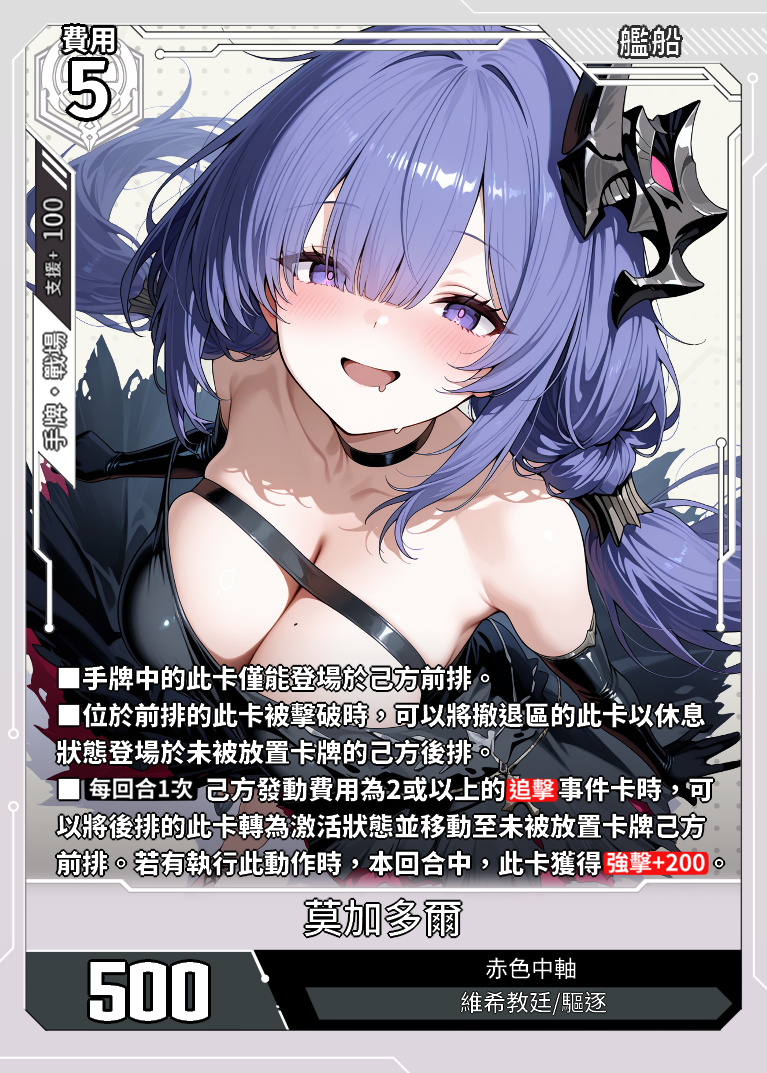 費用
5
艦船
支援+ 100
手牌・戰場
■手牌中的此卡僅能登場於己方前排。
■位於前排的此卡被擊破時，可以將撤退區的此卡以休息
狀態登場於未被放置卡牌的己方後排。
■每回合1次 己方發動費用為2或以上的追擊事件卡時，可
以將後排的此卡轉為激活狀態並移動至未被放置卡牌己方
前排。若有執行此動作時，本回合中，此卡獲得強擊+200。
莫加多爾
500
赤色中軸
維希教廷/驅逐